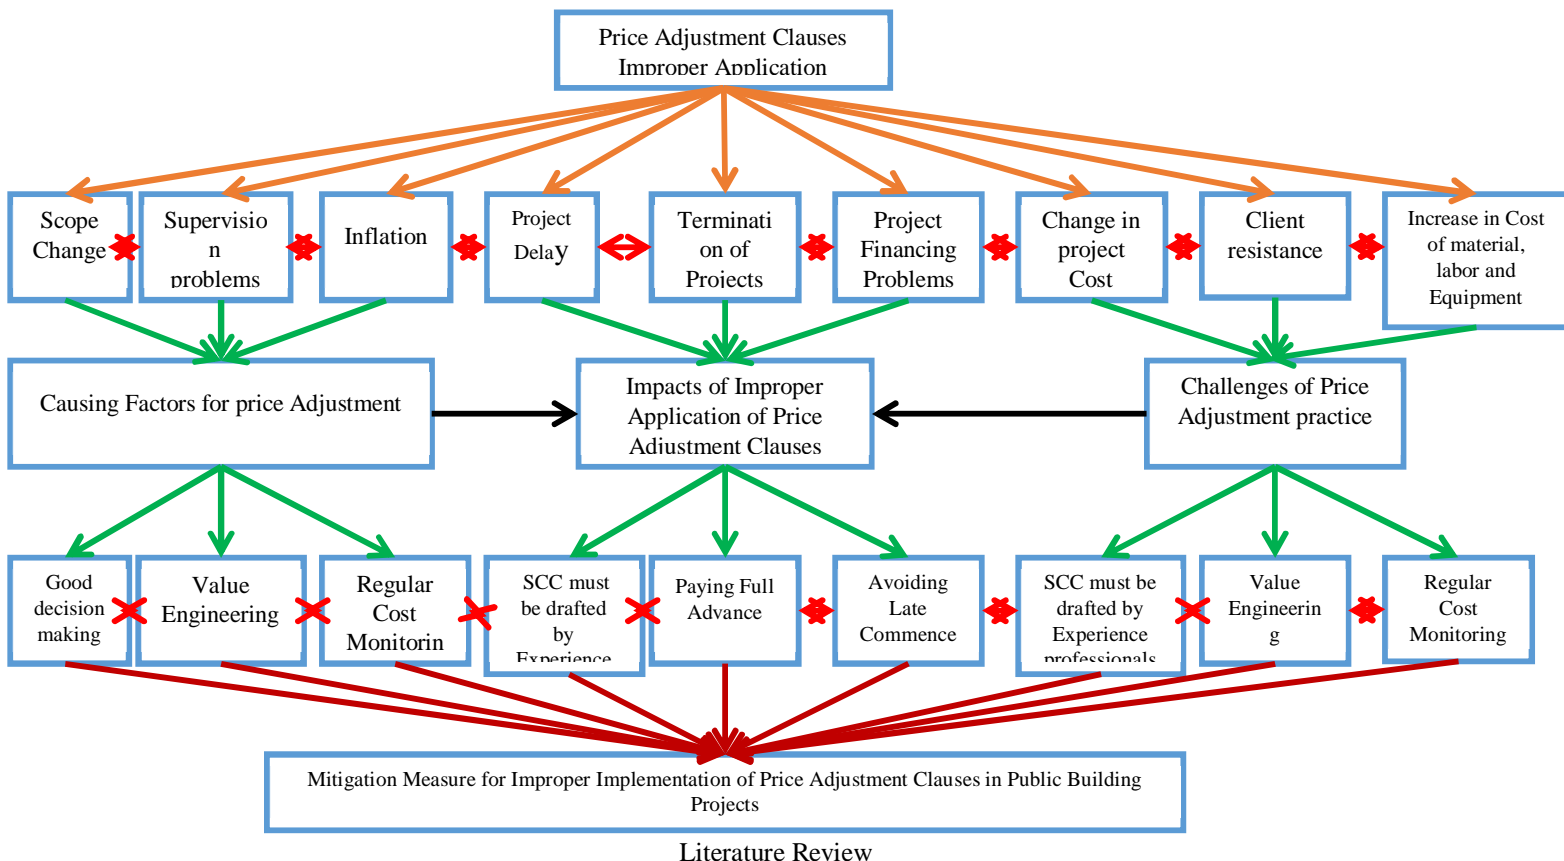 Price Adjustment Clauses
Improper Application
Scope
Change
Supervisio
n
problems
Inflation
Project
Delay
Terminati
on of
Projects
Project
Financing
Problems
Change in
project
Cost
Client
resistance
Increase in Cost
of material,
labor and
Equipment
Causing Factors for price Adjustment
Impacts of Improper
Application of Price
Adjustment Clauses
Challenges of Price
Adjustment practice
Good
decision
making
Value
Engineering
Regular
Cost
Monitorin
SCC must
be drafted
by
Experience
Paying Full
Advance
Avoiding
Late
Commence
SCC must be
drafted by
Experience
professionals
Value
Engineerin
g
Regular
Cost
Monitoring
Mitigation Measure for Improper Implementation of Price Adjustment Clauses in Public Building
Projects
Literature Review